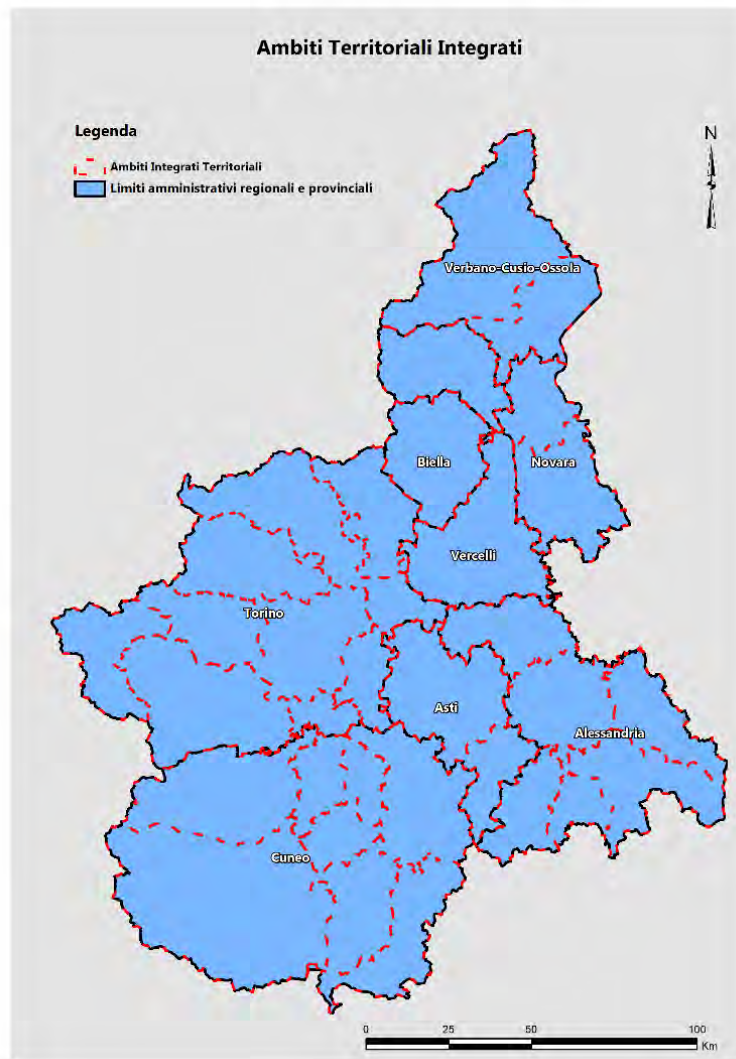 Ambiti Territoriali Integrati
Legenda
N
Ambiti Integrati Territoriali
Limiti amministrativi regionali e provinciali
Verbano-Cusio-Ossola
Biella
Novara
Vercelli
Torino
Asti
Alessandria
Cuneo
0 25 50 100
Km